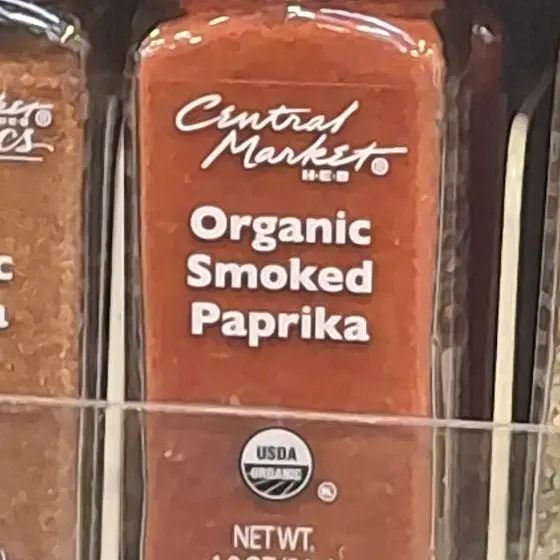 Central
Market®
H-E-B
Organic
Smoked
Paprika
USDA
ORGANIC
NET WT.